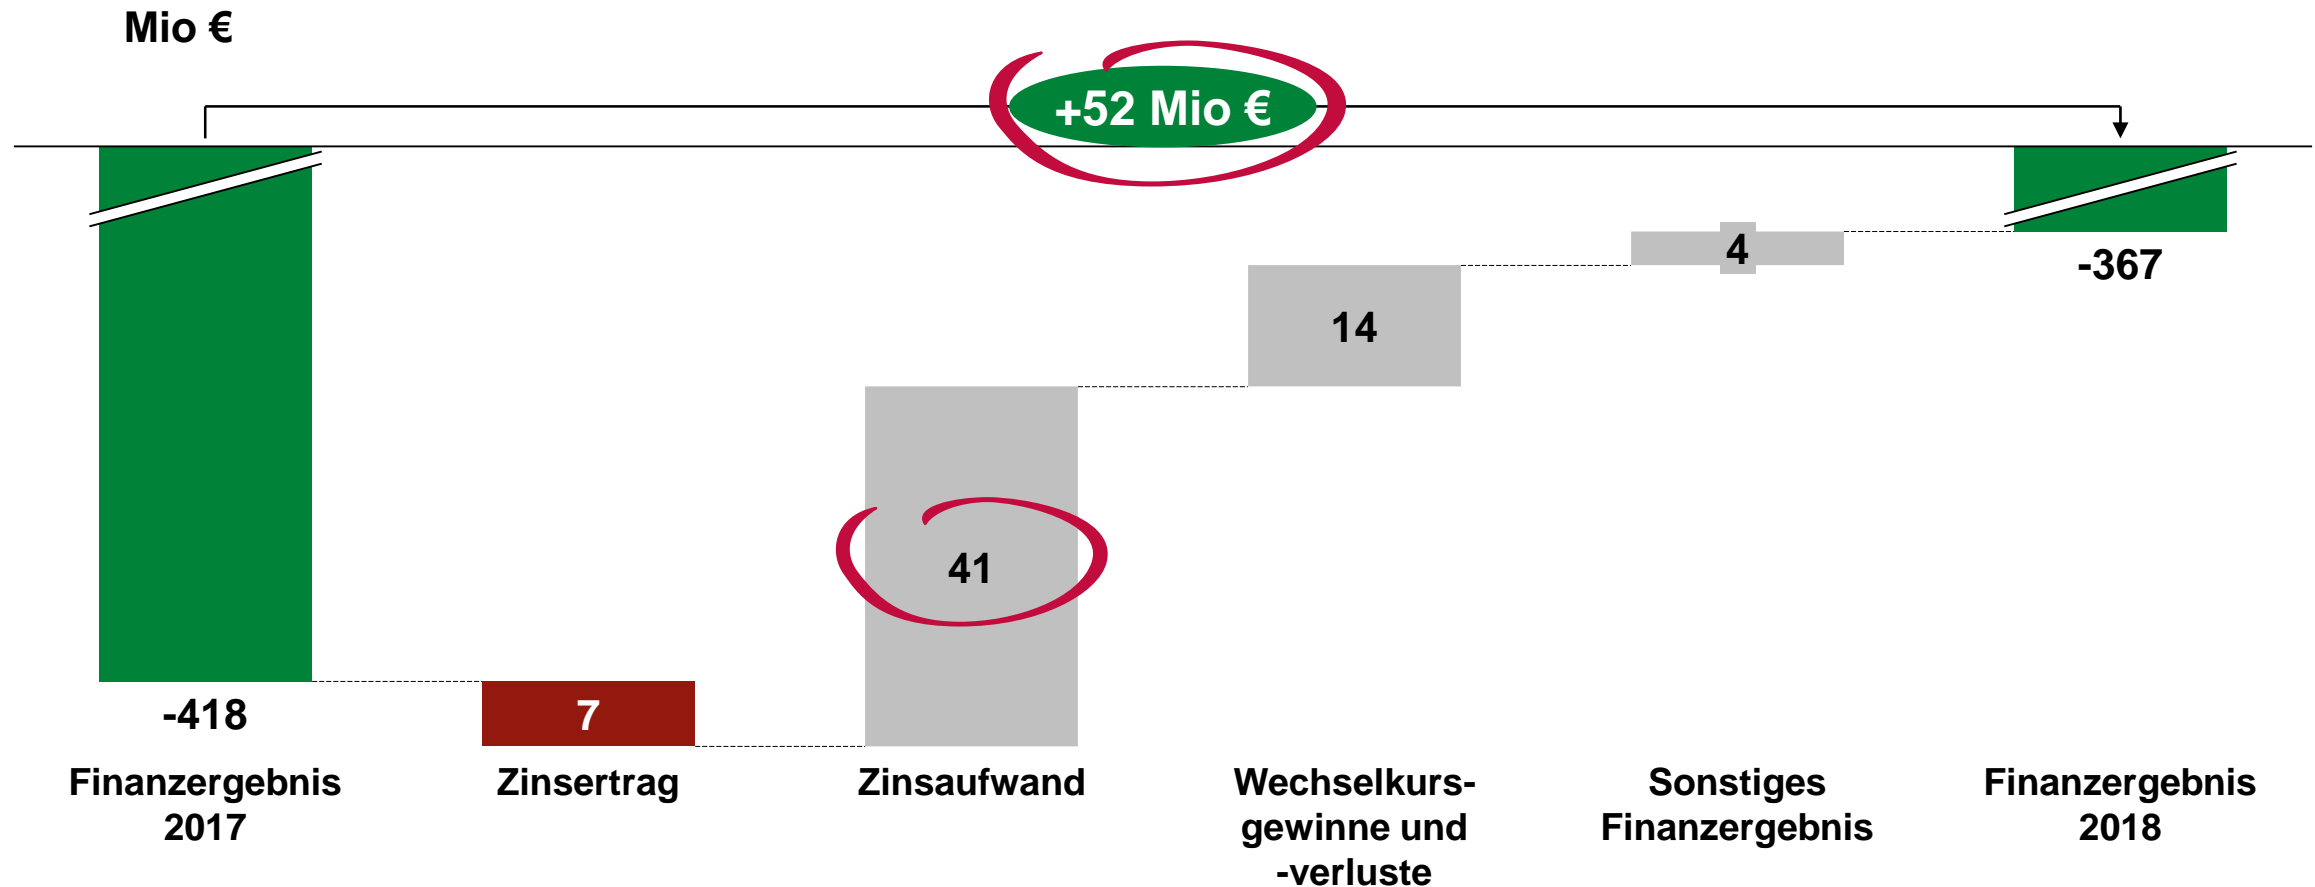 Mio €
+52 Mio €
4
-367
14
41
-418
7
Finanzergebnis
2017
Zinsertrag
Zinsaufwand
Wechselkurs-
gewinne und
-verluste
Sonstiges
Finanzergebnis
Finanzergebnis
2018